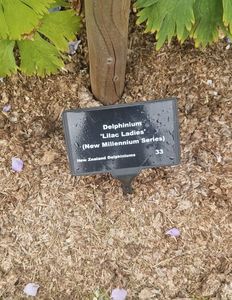 Delphinium
'Lilac Ladies'
(New Millennium Series)
New Zealand Delphiniums 33